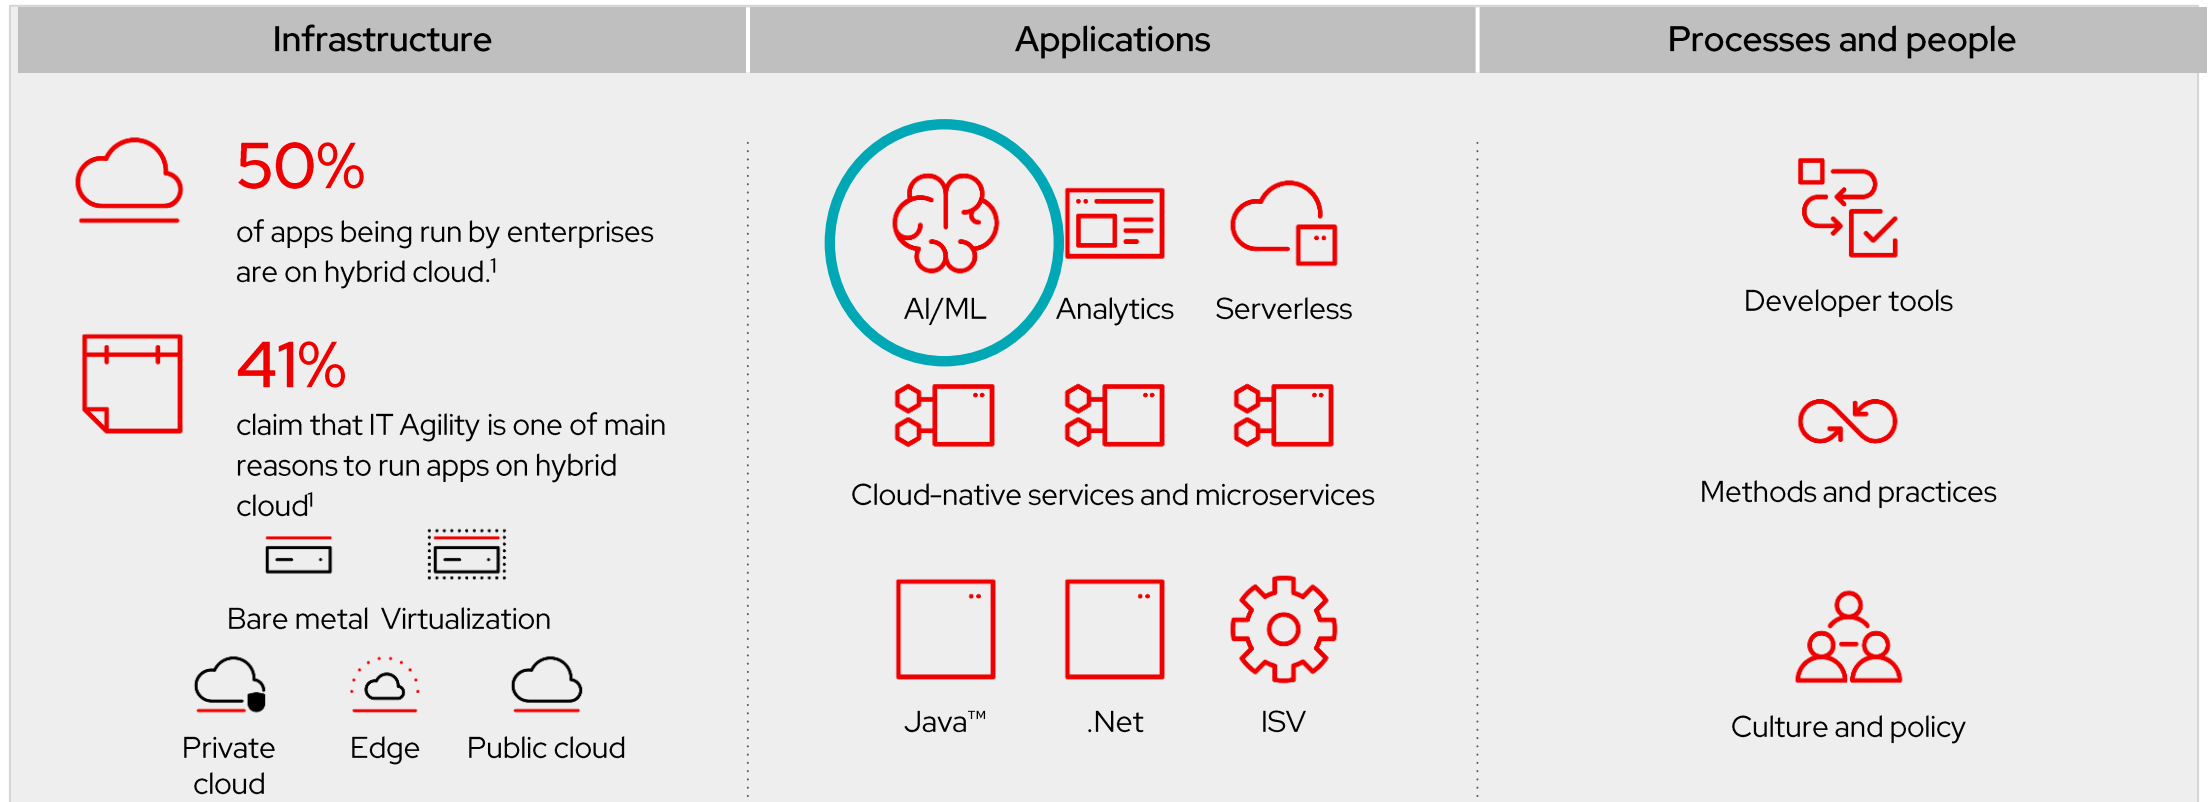 Infrastructure
Applications
Processes and people
50%
of apps being run by enterprises
are on hybrid cloud.¹
41%
claim that IT Agility is one of main
reasons to run apps on hybrid
cloud¹
Bare metal Virtualization
Private
cloud
Edge
Public cloud
AI/ML
Analytics
Serverless
Cloud-native services and microservices
Java™
.Net
ISV
Developer tools
Methods and practices
Culture and policy